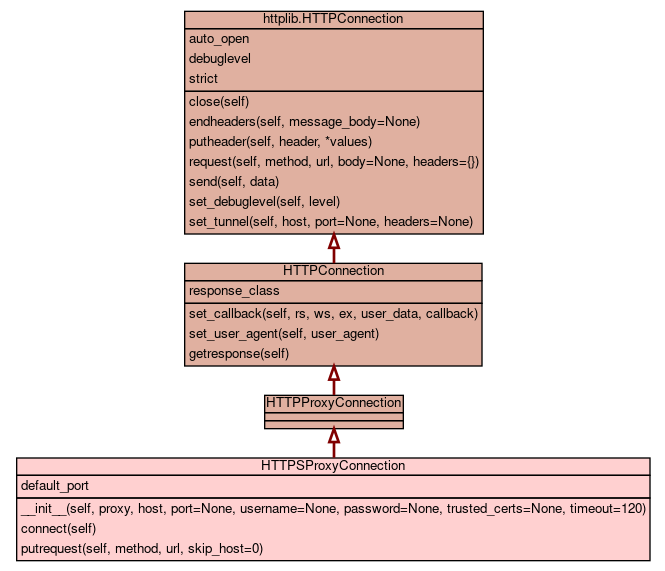 httplib.HTTPConnection
auto_open
debuglevel
strict
close(self)
endheaders(self, message_body=None)
putheader(self, header, *values)
request(self, method, url, body=None, headers={})
send(self, data)
set_debuglevel(self, level)
set_tunnel(self, host, port=None, headers=None)
HTTPConnection
response_class
set_callback(self, rs, ws, ex, user_data, callback)
set_user_agent(self, user_agent)
getresponse(self)
HTTPProxyConnection
HTTPSProxyConnection
default_port
__init__(self, proxy, host, port=None, username=None, password=None, trusted_certs=None, timeout=120)
connect(self)
putrequest(self, method, url, skip_host=0)